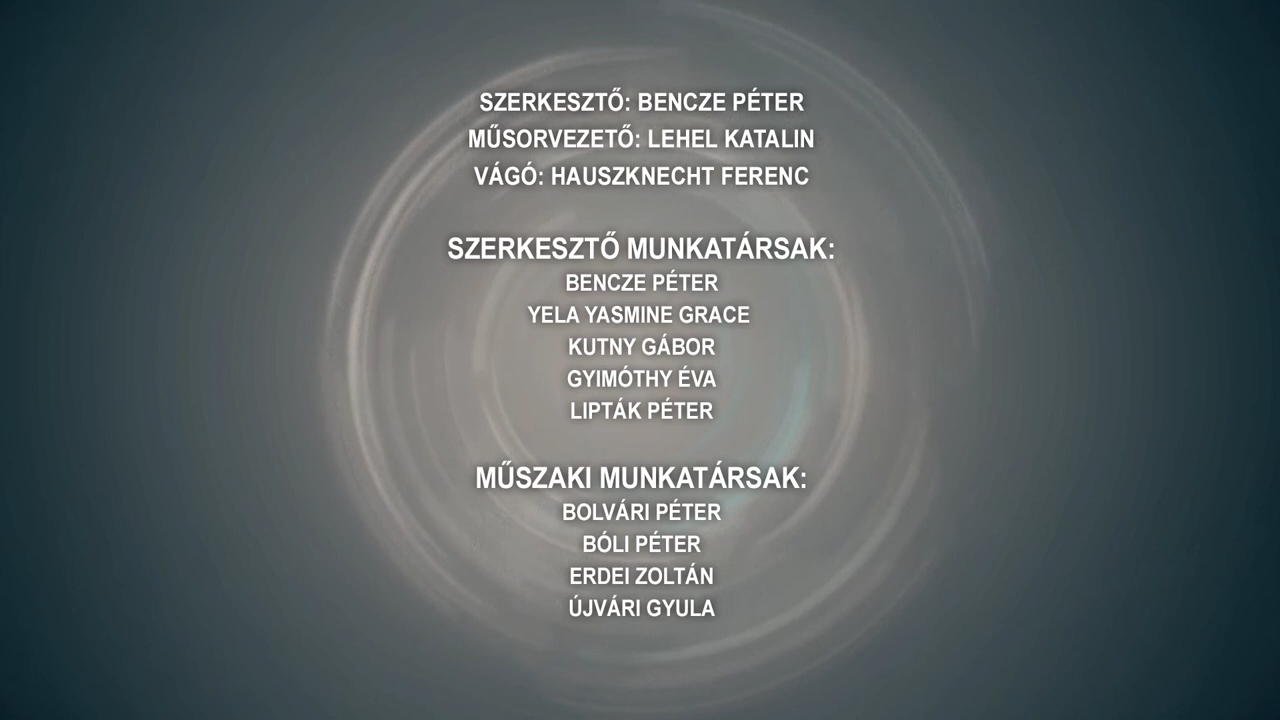 SZERKESZTŐ: BENCZE PÉTER
MŰSORVEZETŐ: LEHEL KATALIN
VÁGÓ: HAUSZKNECHT FERENC
SZERKESZTŐ MUNKATÁRSAK:
BENCZE PÉTER
YELA YASMINE GRACE
KUTNY GÁBOR
GYIMÓTHY ÉVA
LIPTÁK PÉTER
MŰSZAKI MUNKATÁRSAK:
BOLVÁRI PÉTER
BÓLI PÉTER
ERDEI ZOLTÁN
ÚJVÁRI GYULA